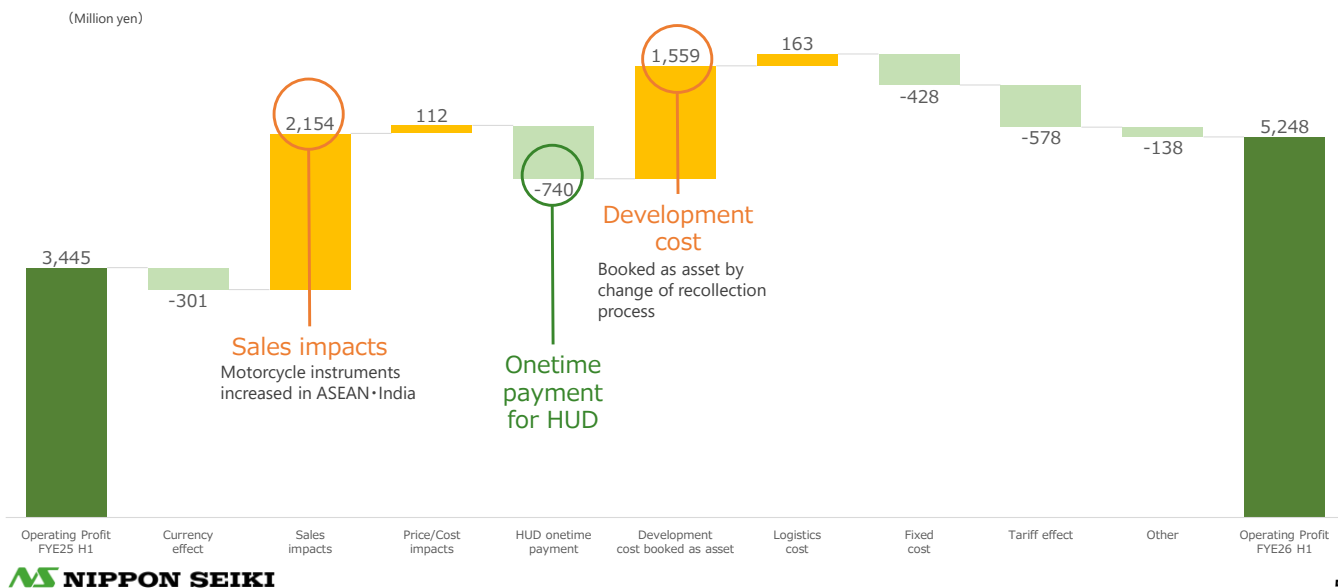 (Million yen)
3,445
-301
2,154
112
-740
1,559
163
-428
-578
-138
5,248
Sales impacts
Motorcycle instruments
increased in ASEAN・India
Onetime
payment
for HUD
Development
cost
Booked as asset by
change of recollection
process
Operating Profit
FYE25 H1
Currency
effect
Sales
impacts
Price/Cost
impacts
HUD onetime
payment
Development
cost booked as asset
Logistics
cost
Fixed
cost
Tariff effect
Other
Operating Profit
FYE26 H1
NS NIPPON SEIKI